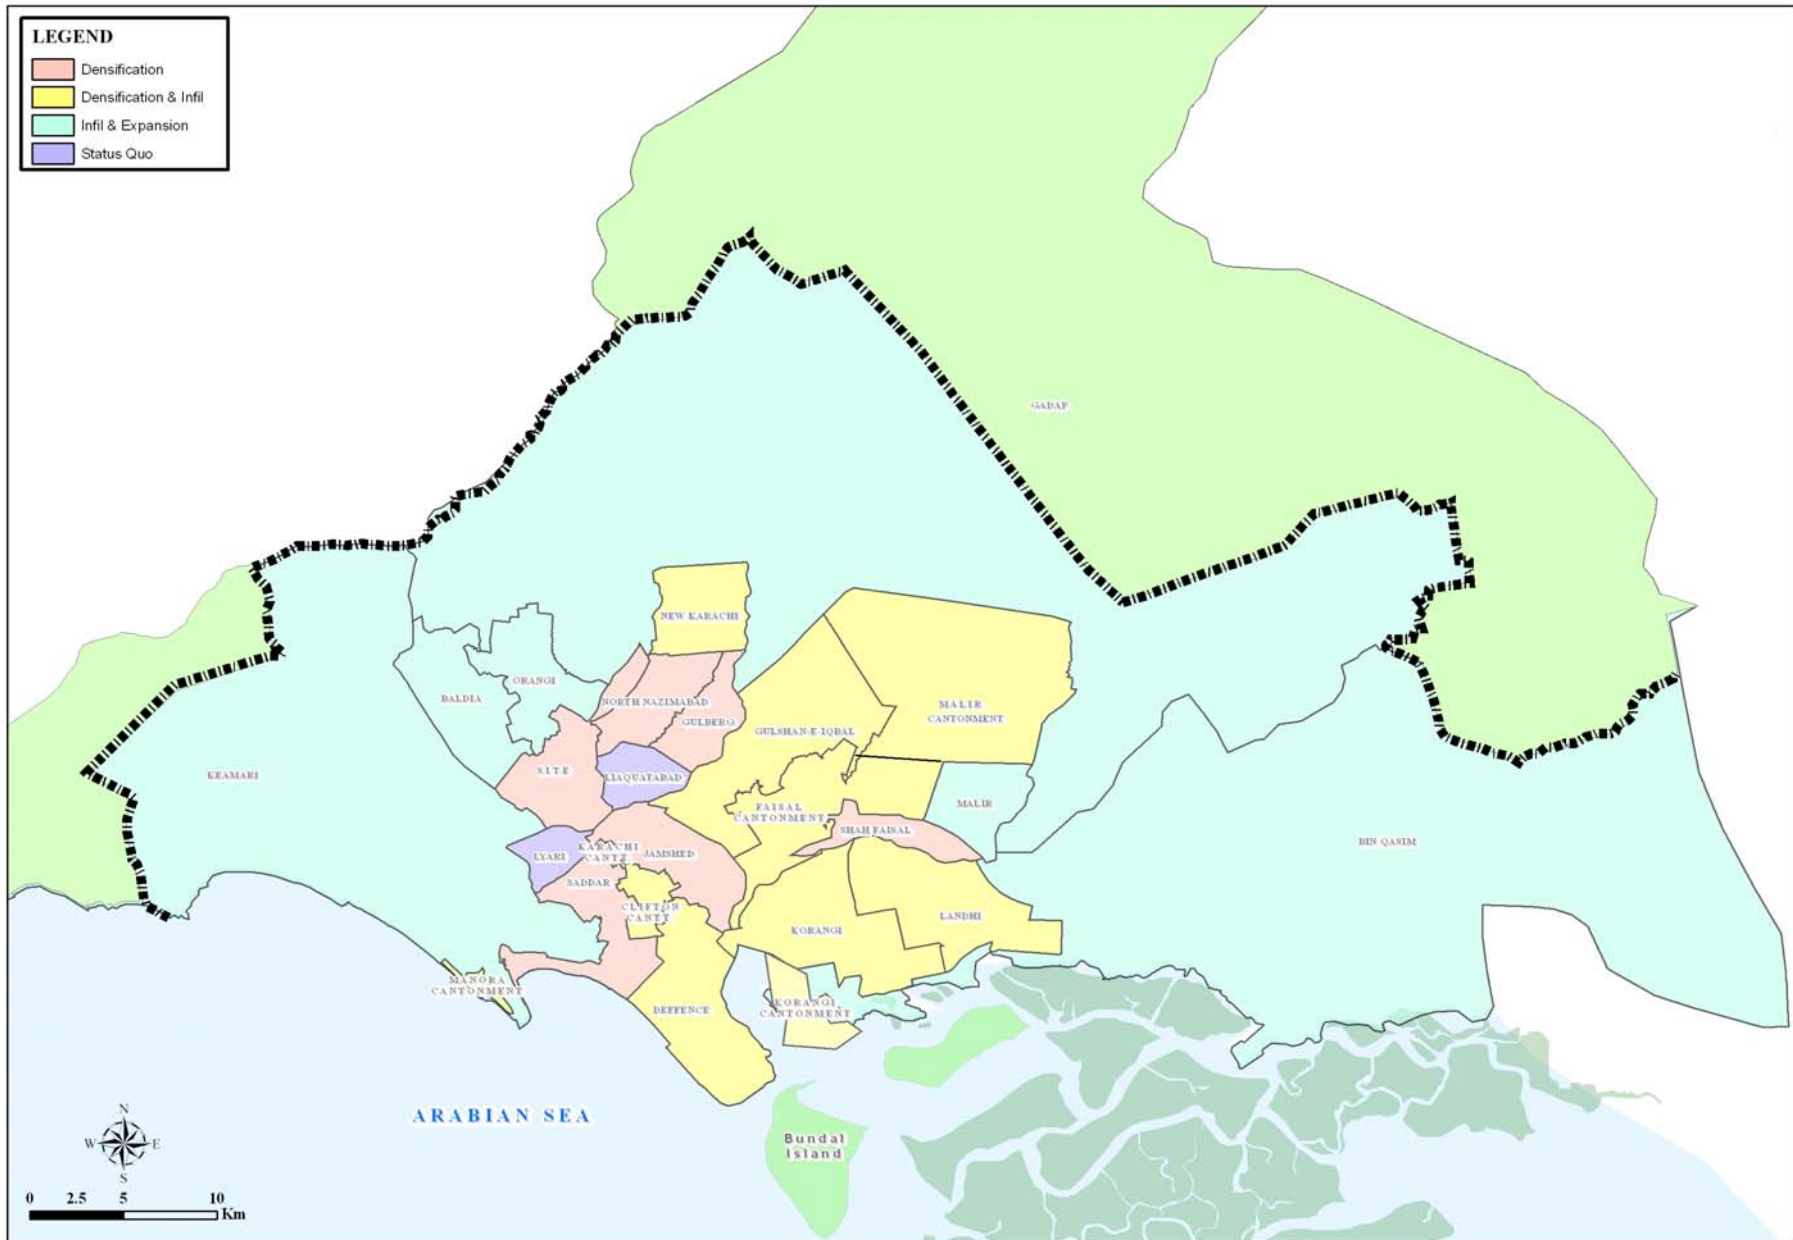 LEGEND
Densification
Densification & Infil
Infil & Expansion
Status Quo
GADAP
NEW KARACHI
ORANGI
BALDIA
NORTH NAZIMABAD
GULBERG
MALIR
CANTONMENT
GULSHAN-E-IQBAL
KEAMARI
S.I.T.E
LIAQUATABAD
FAISAL
CANTONMENT
MALIR
SHAH FAISAL
BIN QASIM
LYARI
KARACHI
CANTT.
JAMSHED
SADDAR
CLIFTON
CANTT
LANDHI
KORANGI
MANORA
CANTONMENT
DEFFENCE
KORANGI
CANTONMENT
ARABIAN SEA
Bundal
Island
N
W E
S
0 2.5 5 10
Km